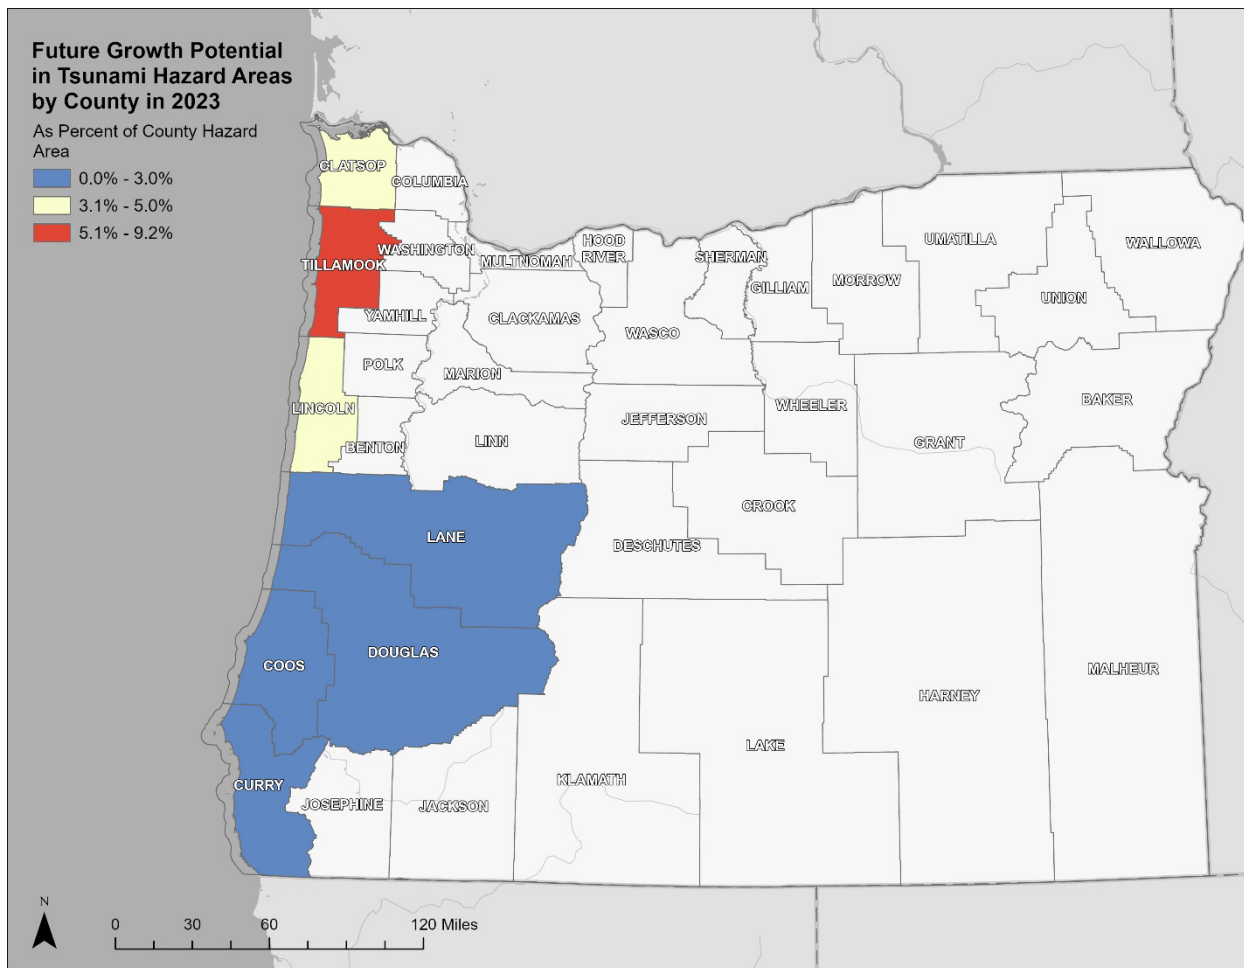 Future Growth Potential
in Tsunami Hazard Areas
by County in 2023
As Percent of County Hazard
Area
0.0% - 3.0%
3.1% - 5.0%
5.1% - 9.2%
CLATSOP
COLUMBIA
TILLAMOOK
WASHINGTON
MULTNOMAH
HOOD
RIVER
SHERMAN
GILLIAM
MORROW
UMATILLA
UNION
WALLOWA
YAMHILL
CLACKAMAS
WASCO
POLK
MARION
LINCOLN
BENTON
LINN
JEFFERSON
WHEELER
GRANT
BAKER
LANE
DESCHUTES
CROOK
COOS
DOUGLAS
HARNEY
MALHEUR
CURRY
JOSEPHINE
JACKSON
KLAMATH
LAKE
N
0 30 60 120 Miles